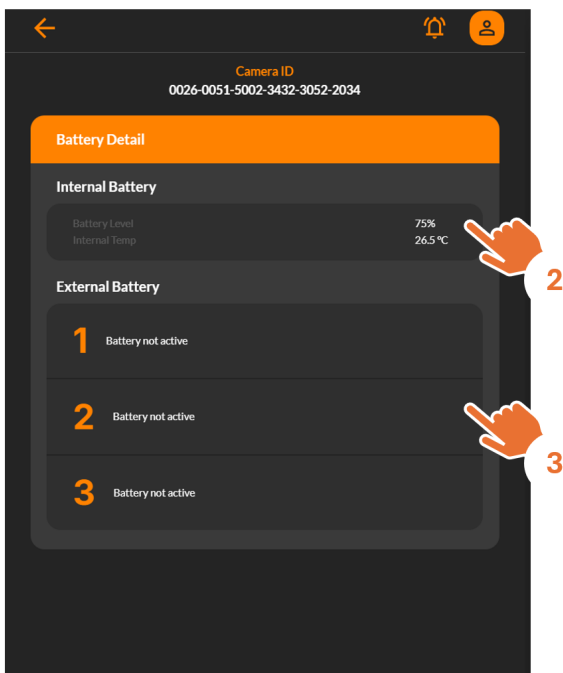 Camera ID
0026-0051-5002-3432-3052-2034
Battery Detail
Internal Battery
Battery Level 75%
Internal Temp 26.5 ºC
2
External Battery
1 Battery not active
2 Battery not active
3
3 Battery not active